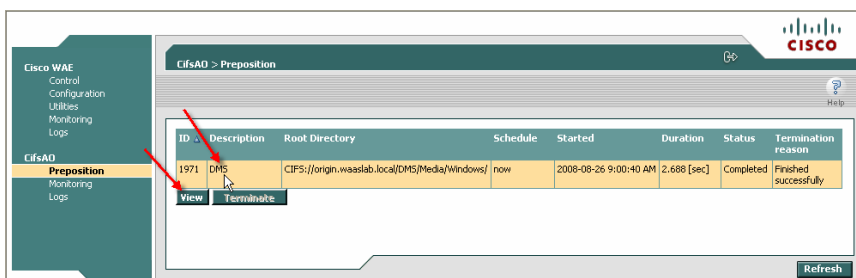 CISCO
Cisco WAE
Control
Configuration
Utilities
Monitoring
Logs
CifsAO
Preposition
Monitoring
Logs
CifsAO > Preposition
Help
ID Description Root Directory Schedule Started Duration Status Termination reason
1971 DMS CIFS://origin.waaslab.local/DMS/Media/Windows/ now 2008-08-26 9:00:40 AM 2.688 [sec] Completed Finished successfully
View Terminate
Refresh